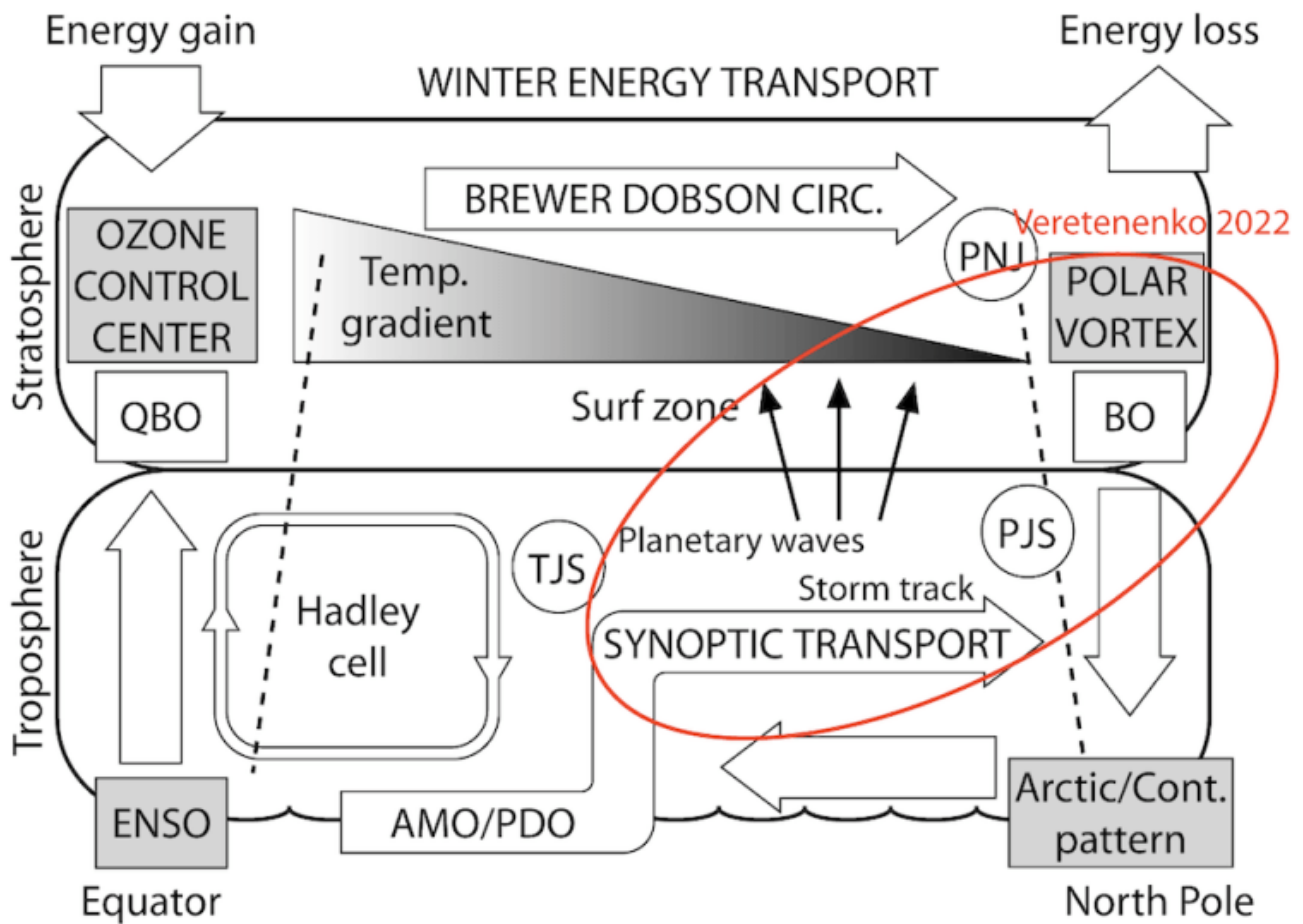 Energy gain
Energy loss
WINTER ENERGY TRANSPORT
Stratosphere
BREWER DOBSON CIRC.
OZONE
CONTROL
CENTER
Temp.
gradient
PNJ
Veretenenko 2022
POLAR
VORTEX
QBO
Surf zone
BO
Troposphere
Hadley
cell
TJS
Planetary waves
PJS
Storm track
SYNOPTIC TRANSPORT
ENSO
AMO/PDO
Arctic/Cont.
pattern
Equator
North Pole